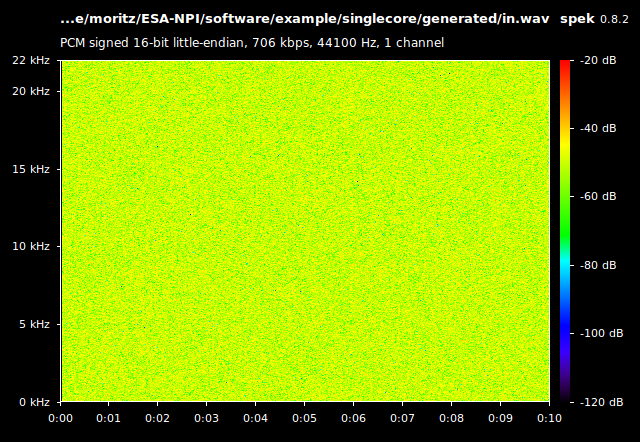 ...e/moritz/ESA-NPI/software/example/singlecore/generated/in.wav spek 0.8.2
PCM signed 16-bit little-endian, 706 kbps, 44100 Hz, 1 channel
22 kHz
20 kHz
15 kHz
10 kHz
5 kHz
0 kHz
0:00 0:01 0:02 0:03 0:04 0:05 0:06 0:07 0:08 0:09 0:10
-20 dB
-40 dB
-60 dB
-80 dB
-100 dB
-120 dB